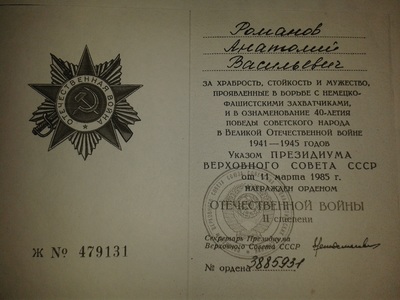 ОТЕЧЕСТВЕННАЯ ВОЙНА
Ж № 479131
Романов
Анатолий
Васильевич
ЗА ХРАБРОСТЬ, СТОЙКОСТЬ И МУЖЕСТВО,
ПРОЯВЛЕННЫЕ В БОРЬБЕ С НЕМЕЦКО-
ФАШИСТСКИМИ ЗАХВАТЧИКАМИ,
И В ОЗНАМЕНОВАНИЕ 40-ЛЕТИЯ
ПОБЕДЫ СОВЕТСКОГО НАРОДА
В ВЕЛИКОЙ ОТЕЧЕСТВЕННОЙ ВОЙНЕ
1941—1945 ГОДОВ
Указом ПРЕЗИДИУМА
ВЕРХОВНОГО СОВЕТА СССР
от 11 марта 1985 г.
НАГРАЖДЕН ОРДЕНОМ
ОТЕЧЕСТВЕННОЙ ВОЙНЫ
II степени
Секретарь Президиума
Верховного Совета СССР
№ ордена 3885931